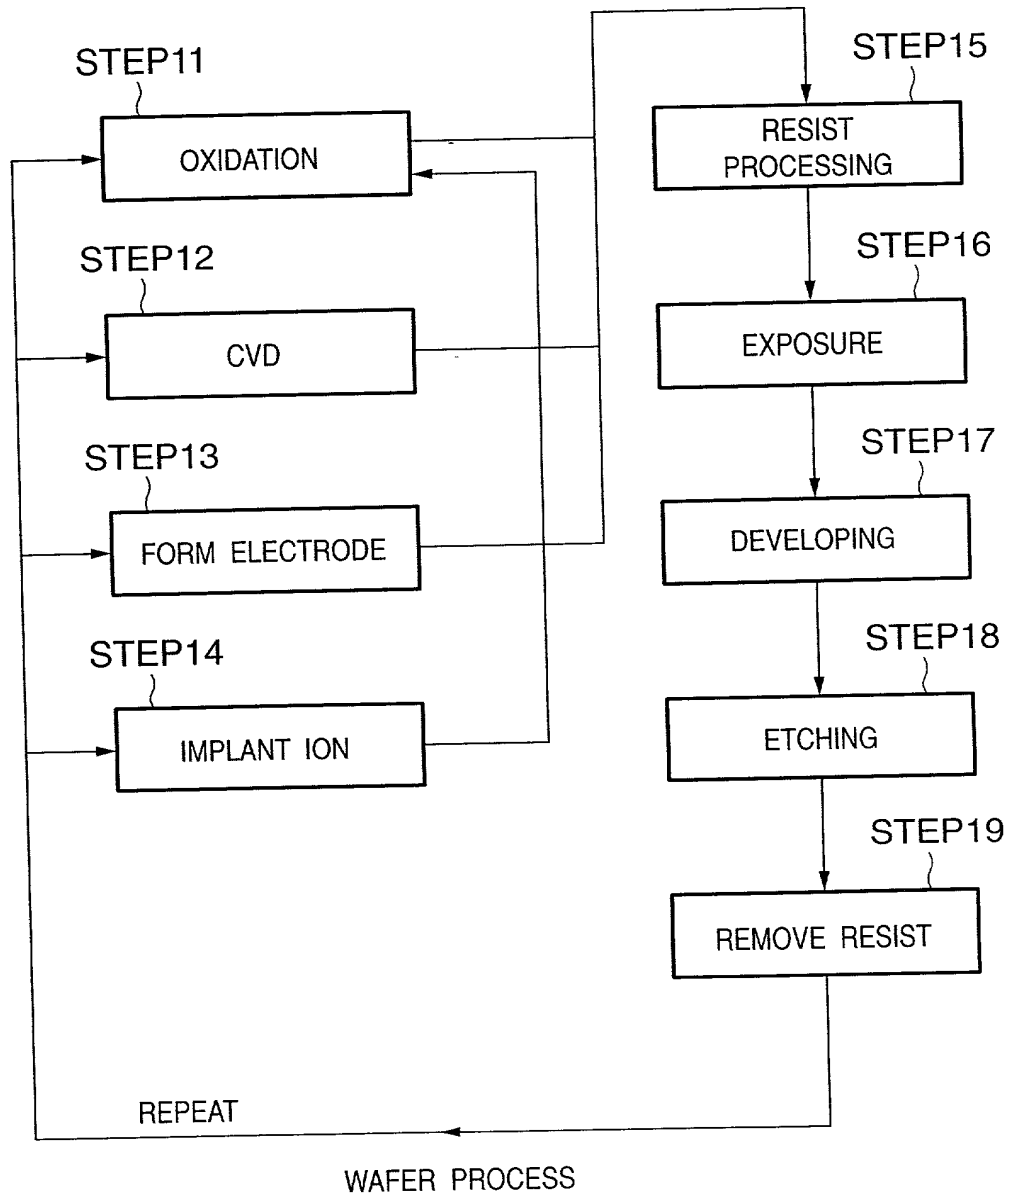 STEP11
OXIDATION
STEP12
CVD
STEP13
FORM ELECTRODE
STEP14
IMPLANT ION
STEP15
RESIST
PROCESSING
STEP16
EXPOSURE
STEP17
DEVELOPING
STEP18
ETCHING
STEP19
REMOVE RESIST
REPEAT
WAFER PROCESS